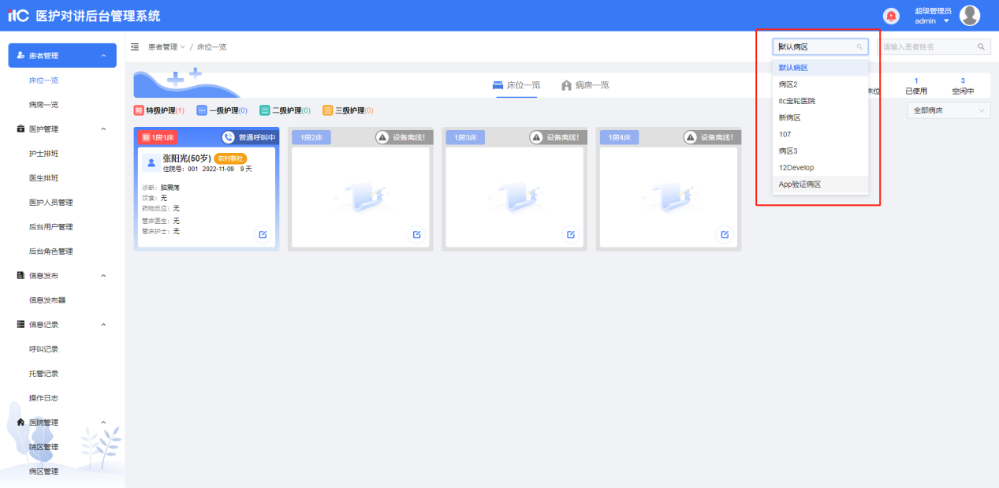 itC 医护对讲后台管理系统
超级管理员
admin
患者管理
床位一览
病房一览
医护管理
护士排班
医生排班
医护人员管理
后台用户管理
后台角色管理
信息发布
信息发布器
信息记录
呼叫记录
托管记录
操作日志
医院管理
院区管理
病区管理
患者管理 / 床位一览
默认病区
请输入患者姓名
默认病区
病区2
itc宝轮医院
新病区
107
病区3
12Develop
App验证病区
床位一览 病房一览
床位
1 已使用
3 空闲中
特 特级护理(1) 一级护理(0) 二级护理(0) 三级护理(0)
全部病床
特 1房1床 普通呼叫中
张阳光(50岁) 农村新社
住院号: 001 2022-11-09 9 天
诊断: 脑震荡
饮食: 无
药物反应: 无
管床医生: 无
管床护士: 无
1房2床 设备离线!
1房3床 设备离线!
1房4床 设备离线!